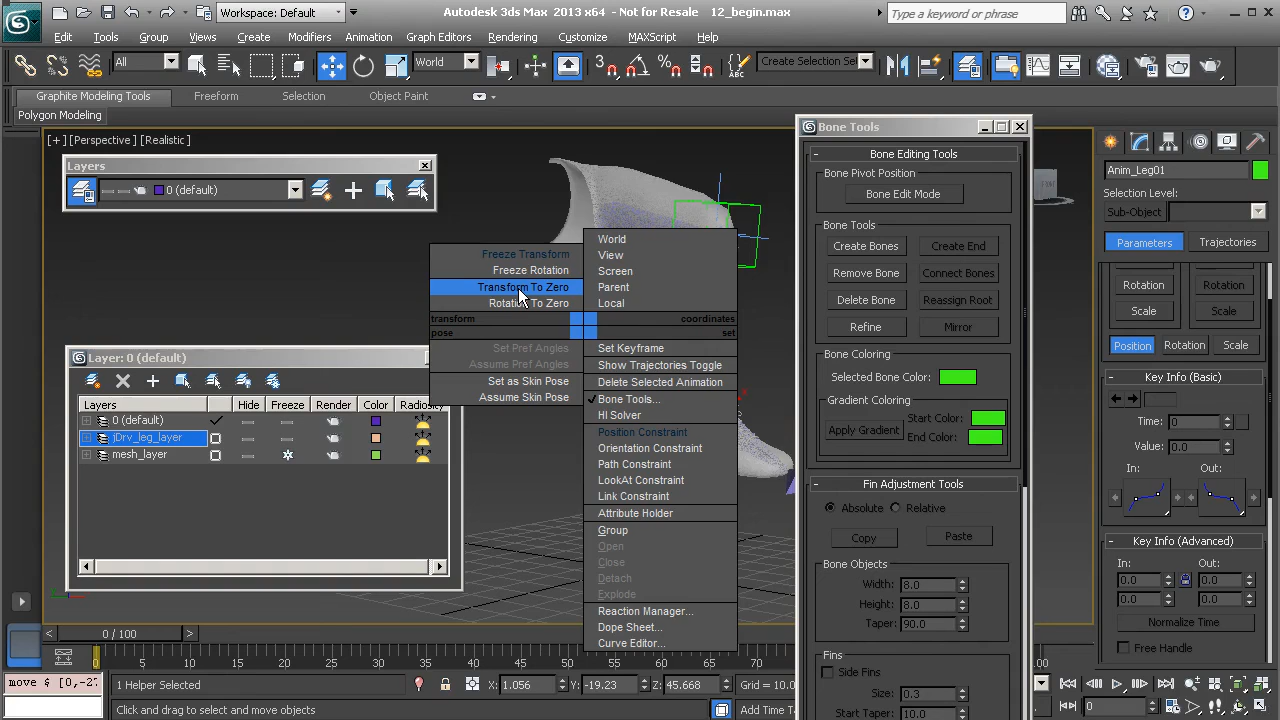 Workspace: Default
Autodesk 3ds Max 2013 x64 - Not for Resale 12_begin.max
Type a keyword or phrase
Edit Tools Group Views Create Modifiers Animation Graph Editors Rendering Customize MAXScript Help
All
World
Create Selection Se
Graphite Modeling Tools Freeform Selection Object Paint
Polygon Modeling
[+] [Perspective] [Realistic]
Layers
0 (default)
Layer: 0 (default)
Layers Hide Freeze Render Color Radiosity
0 (default)
jDrv_leg_layer
mesh_layer
Freeze Transform
Freeze Rotation
Transform To Zero
Rotation To Zero
transform
pose
Set Pref Angles
Assume Pref Angles
Set as Skin Pose
Assume Skin Pose
World
View
Screen
Parent
Local
coordinates
set
Set Keyframe
Show Trajectories Toggle
Delete Selected Animation
Bone Tools...
HI Solver
Position Constraint
Orientation Constraint
Path Constraint
LookAt Constraint
Link Constraint
Attribute Holder
Group
Open
Close
Detach
Explode
Reaction Manager...
Dope Sheet...
Curve Editor...
Bone Tools
- Bone Editing Tools
Bone Pivot Position
Bone Edit Mode
Bone Tools
Create Bones Create End
Remove Bone Connect Bones
Delete Bone Reassign Root
Refine Mirror
Bone Coloring
Selected Bone Color:
Gradient Coloring
Apply Gradient
Start Color:
End Color:
- Fin Adjustment Tools
Absolute Relative
Copy Paste
Bone Objects
Width: 8.0
Height: 8.0
Taper: 90.0
Fins
Side Fins
Size: 0.3
Start Taper: 10.0
Anim_Leg01
Selection Level:
Sub-Object
Parameters Trajectories
Rotation Rotation
Scale Scale
Position Rotation Scale
- Key Info (Basic)
Time: 0
Value: 0.0
In: Out:
- Key Info (Advanced)
In: Out:
0.0 0.0
0.0 0.0
Normalize Time
Free Handle
0 / 100
0 5 10 15 20 25 30 35 40 45 50 55 60 65 70
move $ [0,-2
1 Helper Selected
X: 1.056 Y: -19.23 Z: 45.668
Click and drag to select and move objects
0